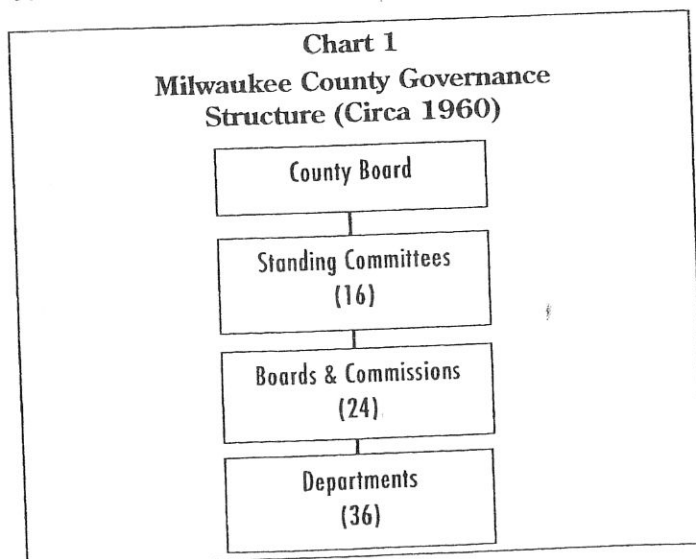 Chart 1
Milwaukee County Governance
Structure (Circa 1960)
County Board
Standing Committees
(16)
Boards & Commissions
(24)
Departments
(36)